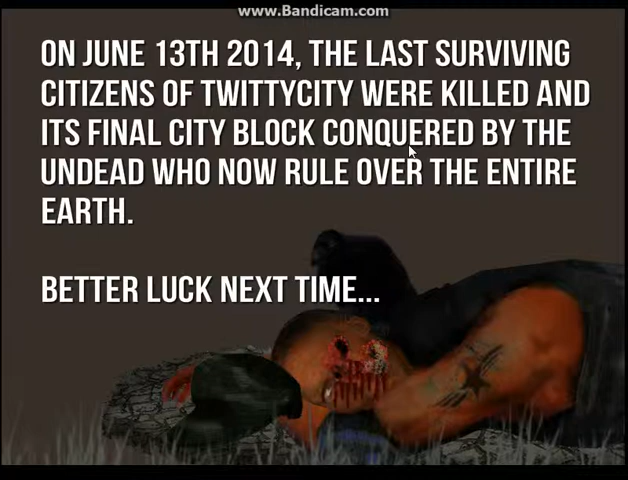 www.Bandicam.com
ON JUNE 13TH 2014, THE LAST SURVIVING
CITIZENS OF TWITTYCITY WERE KILLED AND
ITS FINAL CITY BLOCK CONQUERED BY THE
UNDEAD WHO NOW RULE OVER THE ENTIRE
EARTH.
BETTER LUCK NEXT TIME...